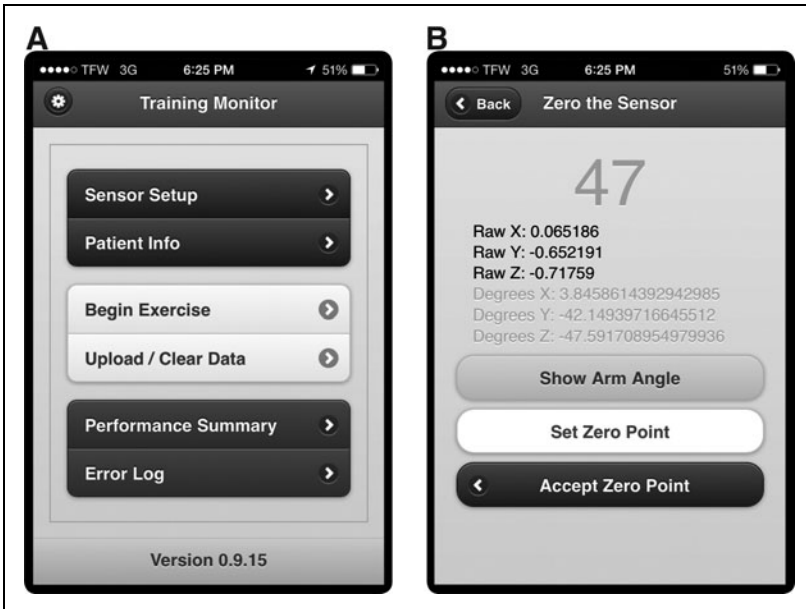 A
TFW 3G 6:25 PM 51%
Training Monitor
Sensor Setup
Patient Info
Begin Exercise
Upload / Clear Data
Performance Summary
Error Log
Version 0.9.15
B
TFW 3G 6:25 PM 51%
Back Zero the Sensor
47
Raw X: 0.065186
Raw Y: -0.652191
Raw Z: -0.71759
Degrees X: 3.8458614392942985
Degrees Y: -42.14939716645512
Degrees Z: -47.591708954979936
Show Arm Angle
Set Zero Point
Accept Zero Point